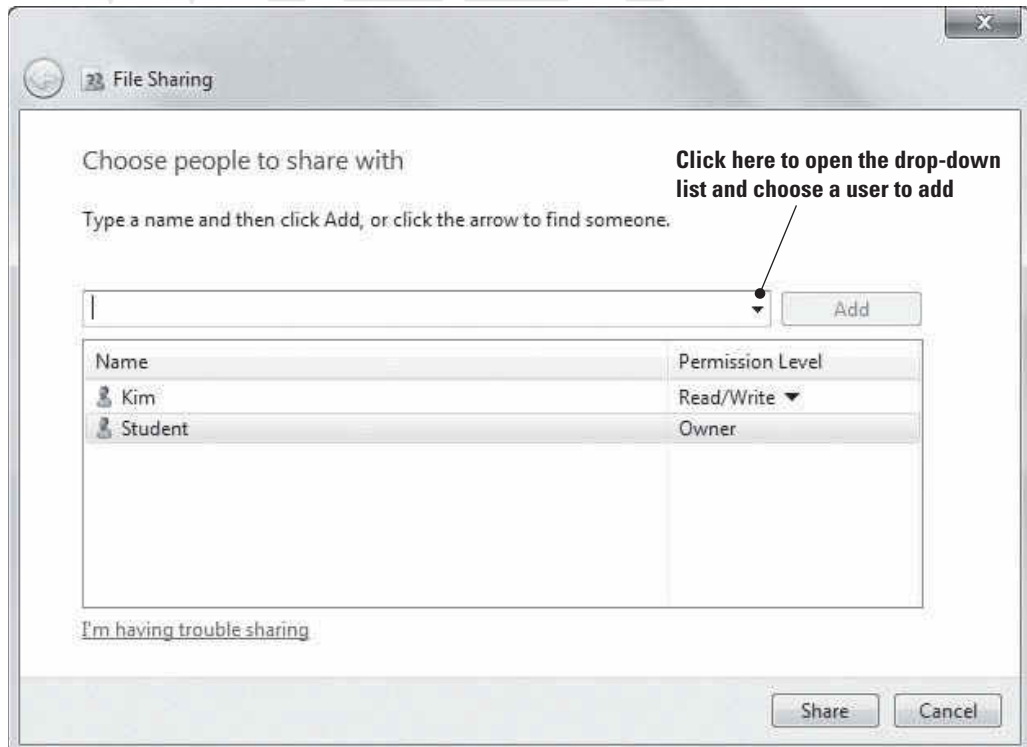 File Sharing
Choose people to share with
Click here to open the drop-down
list and choose a user to add
Type a name and then click Add, or click the arrow to find someone.
Add
Name Permission Level
Kim Read/Write
Student Owner
I'm having trouble sharing
Share Cancel